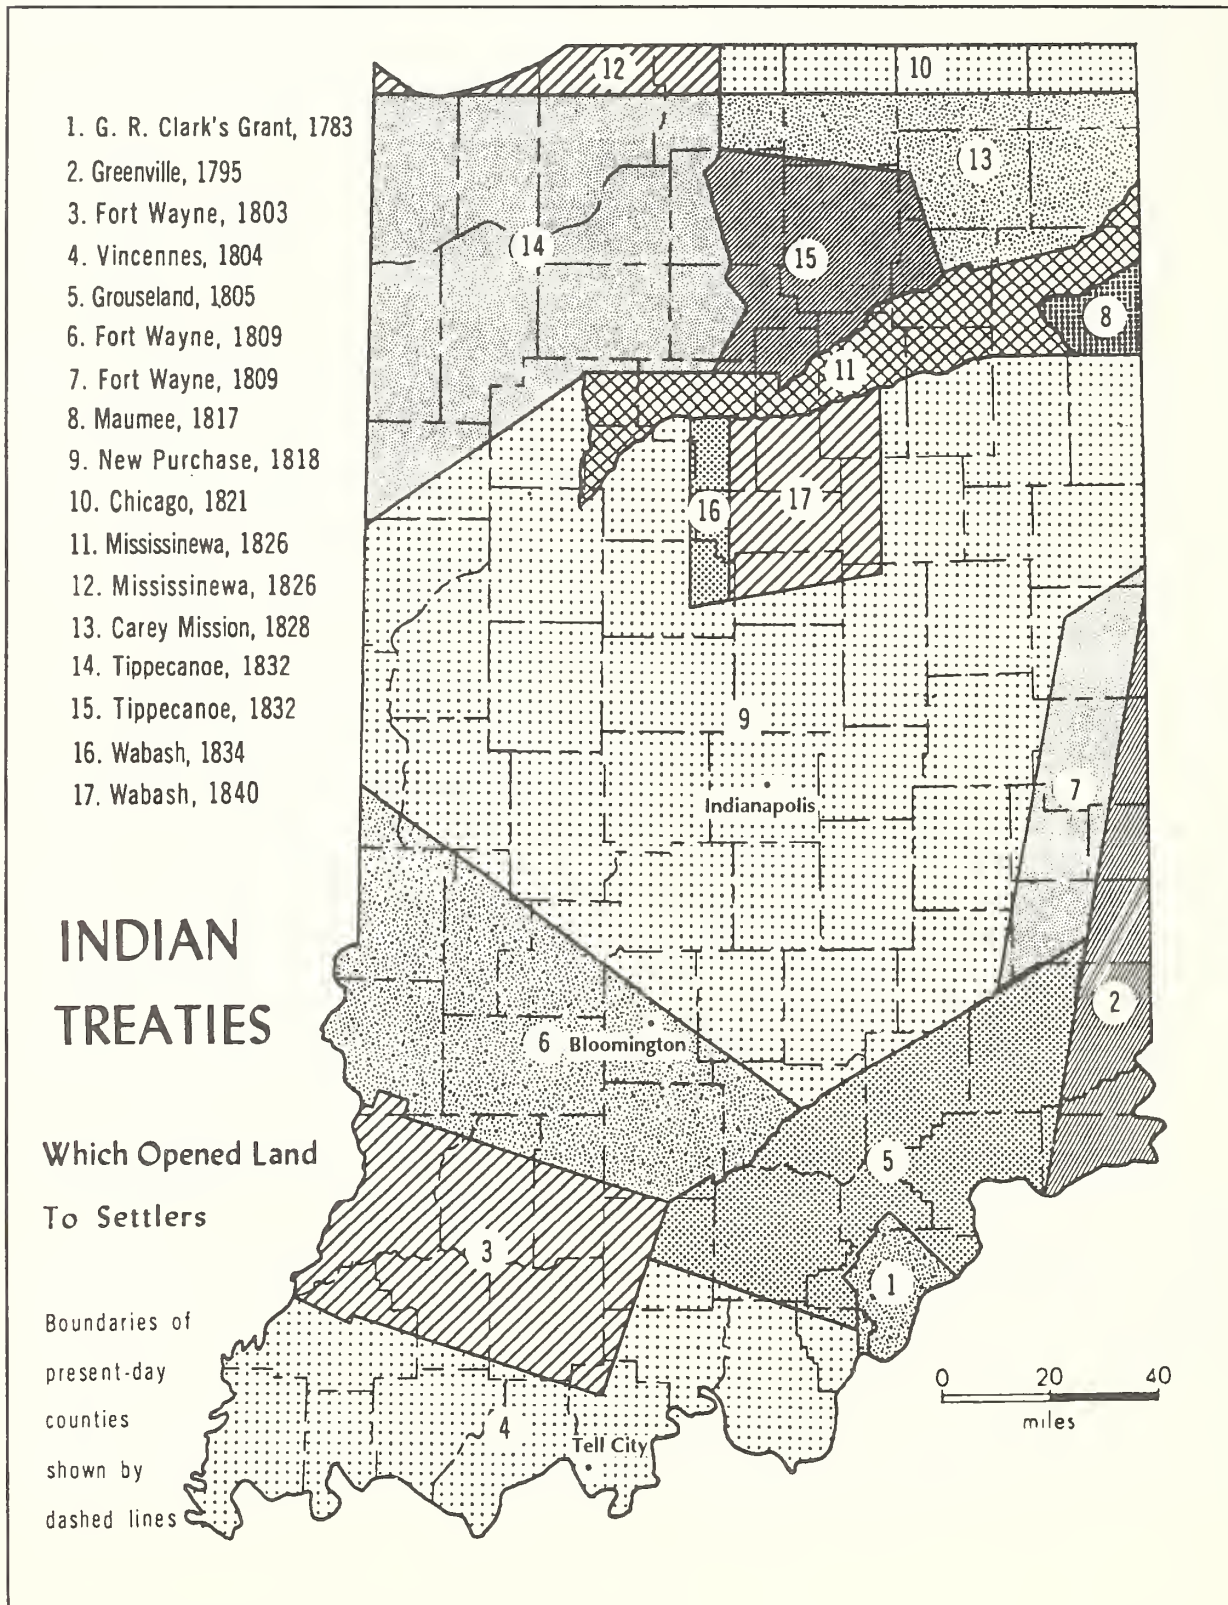 1. G. R. Clark's Grant, 1783
2. Greenville, 1795
3. Fort Wayne, 1803
4. Vincennes, 1804
5. Grouseland, 1805
6. Fort Wayne, 1809
7. Fort Wayne, 1809
8. Maumee, 1817
9. New Purchase, 1818
10. Chicago, 1821
11. Mississinewa, 1826
12. Mississinewa, 1826
13. Carey Mission, 1828
14. Tippecanoe, 1832
15. Tippecanoe, 1832
16. Wabash, 1834
17. Wabash, 1840
INDIAN
TREATIES
Which Opened Land
To Settlers
Boundaries of
present-day
counties
shown by
dashed lines
12
10
13
14
15
8
11
16
17
9
Indianapolis
7
2
6
Bloomington
5
3
1
4
Tell City
0 20 40
miles